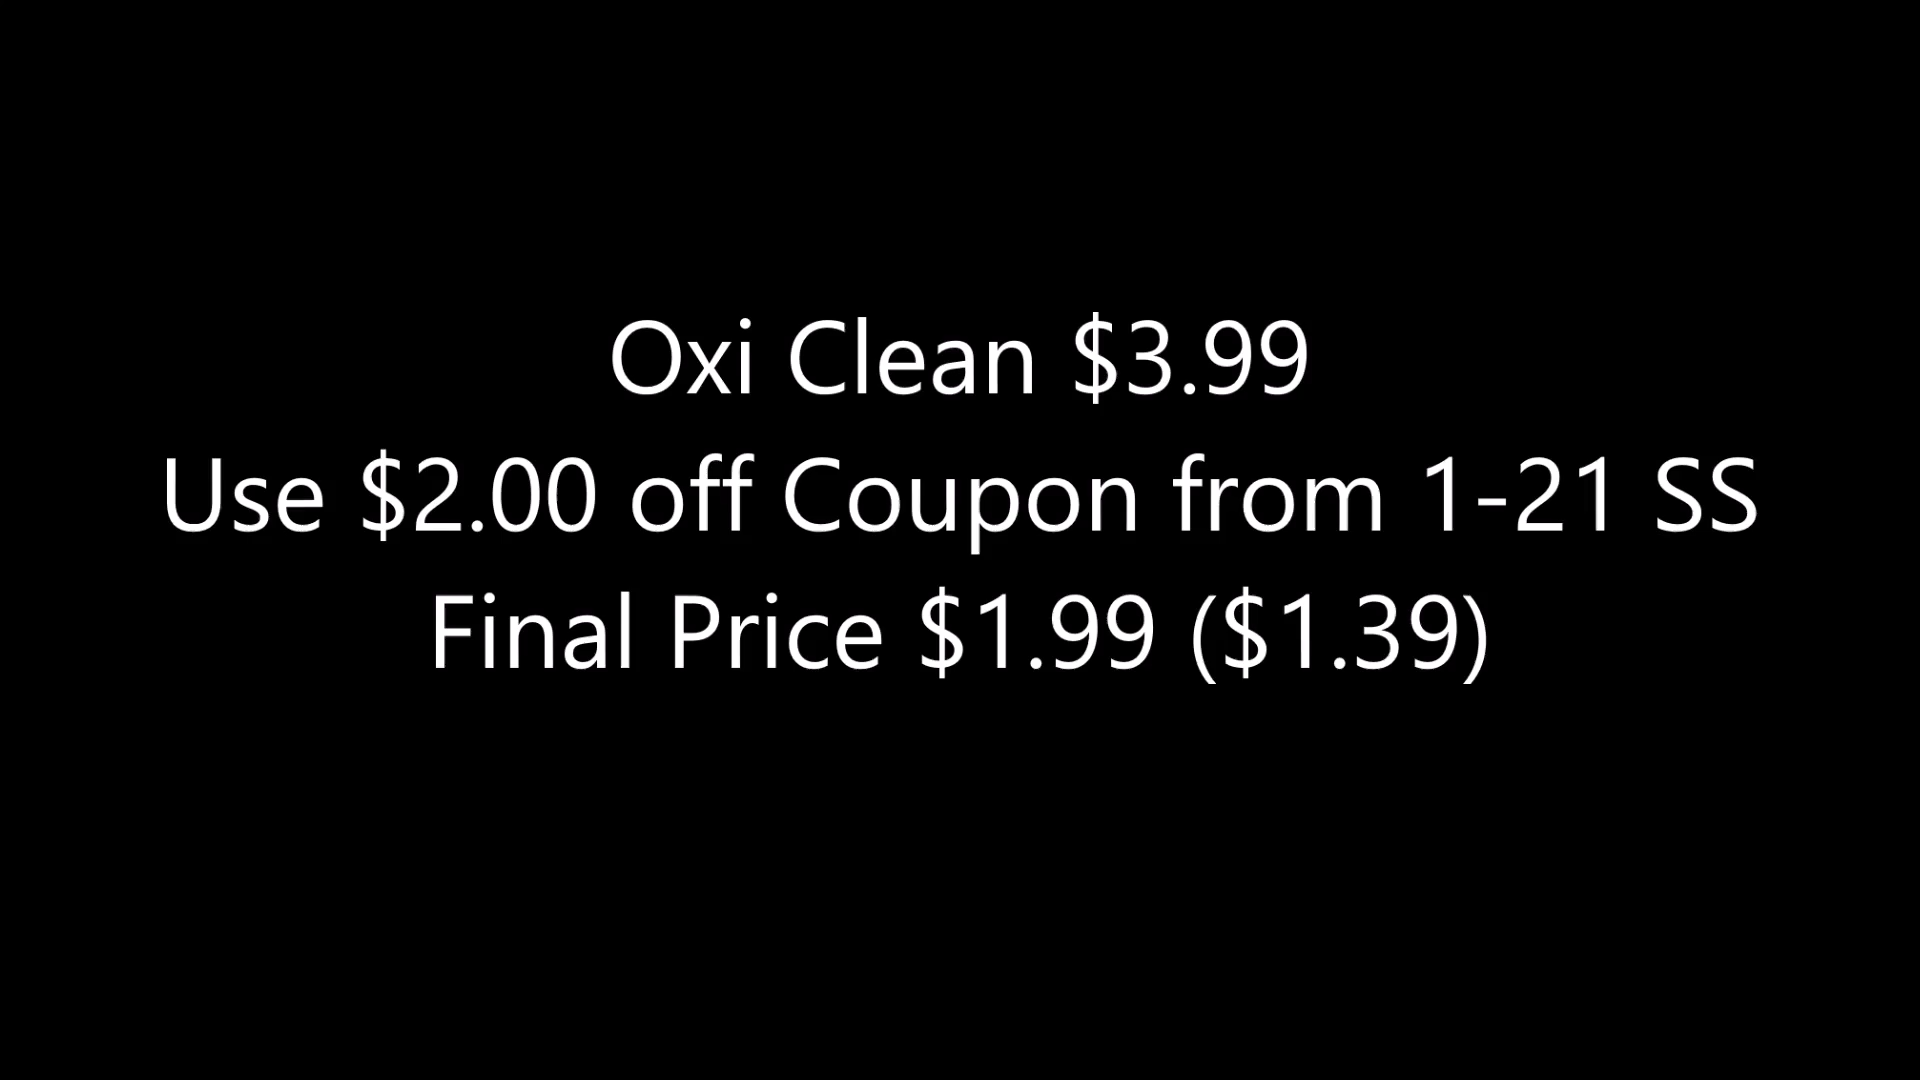 Oxi Clean $3.99
Use $2.00 off Coupon from 1-21 SS
Final Price $1.99 ($1.39)